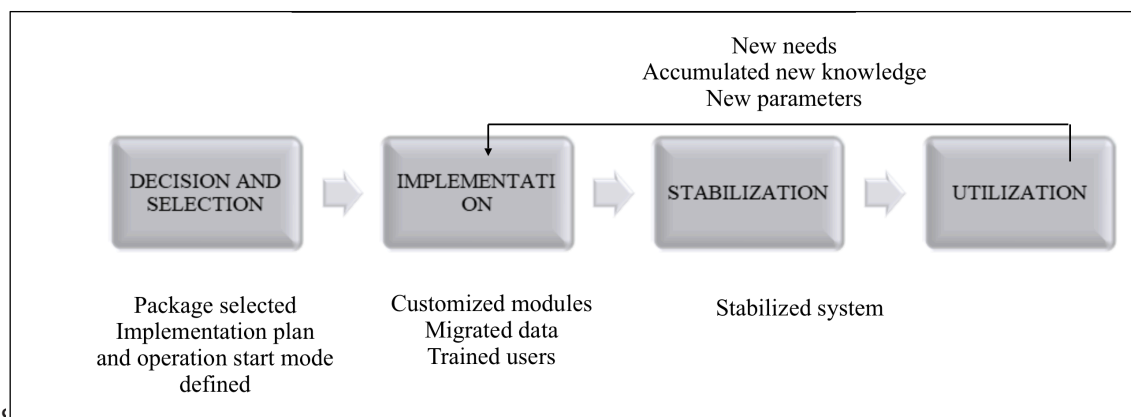 New needs
Accumulated new knowledge
New parameters
DECISION AND
SELECTION
IMPLEMENTATI
ON
STABILIZATION
UTILIZATION
Package selected
Implementation plan
and operation start mode
defined
Customized modules
Migrated data
Trained users
Stabilized system